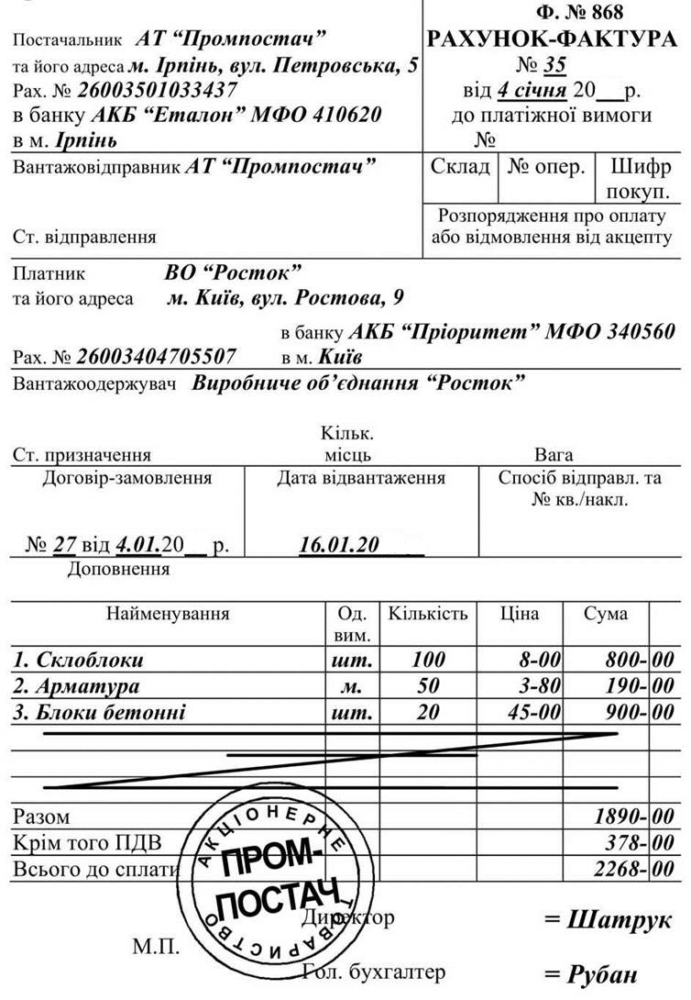 Ф. № 868
Постачальник АТ “Промпостач”
РАХУНОК-ФАКТУРА
та його адреса м. Ірпінь, вул. Петровська, 5
№ 35
Рах. № 26003501033437
від 4 січня 20___р.
в банку АКБ “Еталон” МФО 410620
до платіжної вимоги
в м. Ірпінь
№
Вантажовідправник АТ “Промпостач”
Склад № опер. Шифр покуп.
Ст. відправлення
Розпорядження про оплату
або відмовлення від акцепту
Платник ВО “Росток”
та його адреса м. Київ, вул. Ростова, 9
в банку АКБ “Пріоритет” МФО 340560
Рах. № 26003404705507 в м. Київ
Вантажоодержувач Виробниче об’єднання “Росток”
Ст. призначення Кільк. місць Вага
Договір-замовлення Дата відвантаження Спосіб відправл. та
№ кв./накл.
№ 27 від 4.01.20__ р. 16.01.20
Доповнення
Найменування Од. вим. Кількість Ціна Сума
1. Склоблоки шт. 100 8-00 800-00
2. Арматура м. 50 3-80 190-00
3. Блоки бетонні шт. 20 45-00 900-00
Разом 1890-00
Крім того ПДВ 378-00
Всього до сплати 2268-00
АКЦІОНЕРНЕ ТОВАРИСТВО
ПРОМ-
ПОСТАЧ
Директор = Шатрук
М.П.
Гол. бухгалтер = Рубан